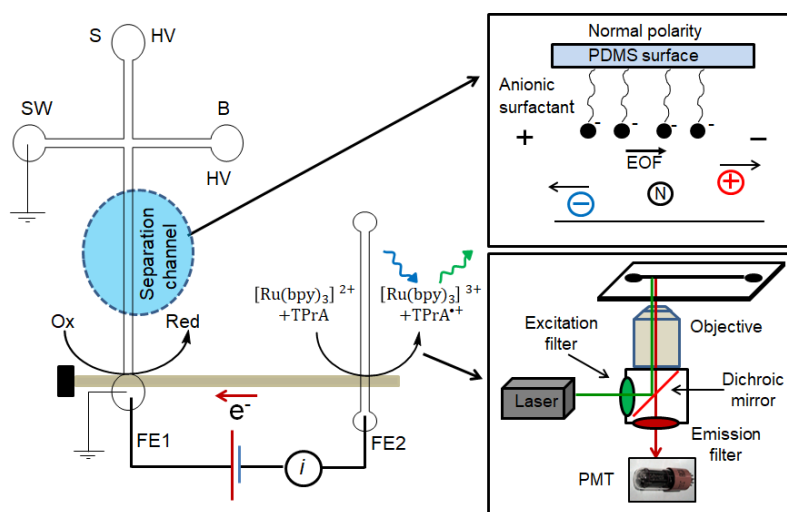 S
HV
SW
B
HV
Separation
channel
Ox
Red
[Ru(bpy)₃] ²⁺
+TPrA
[Ru(bpy)₃] ³⁺
+ TPrA•⁺
e⁻
FE1
FE2
i
Normal polarity
PDMS surface
Anionic
surfactant
- - - -
+
−
EOF
−
N
+
Objective
Excitation
filter
Laser
Dichroic
mirror
Emission
filter
PMT